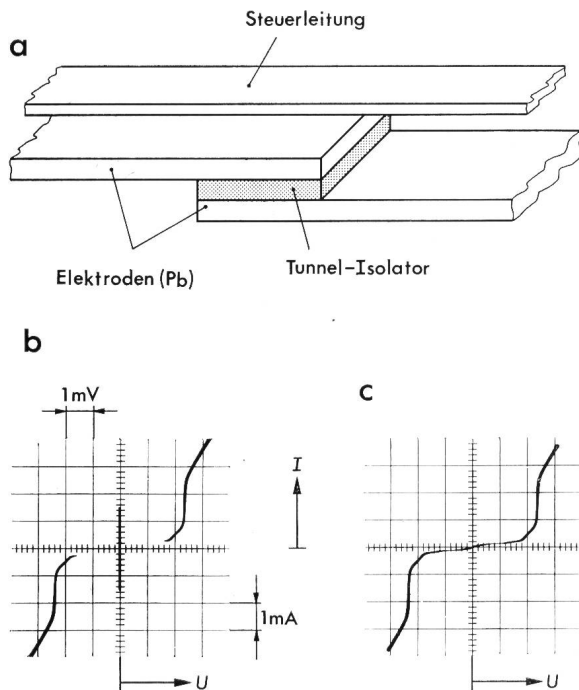 Steuerleitung
a
Elektroden (Pb)
Tunnel-Isolator
b
1mV
c
I
1mA
U
U